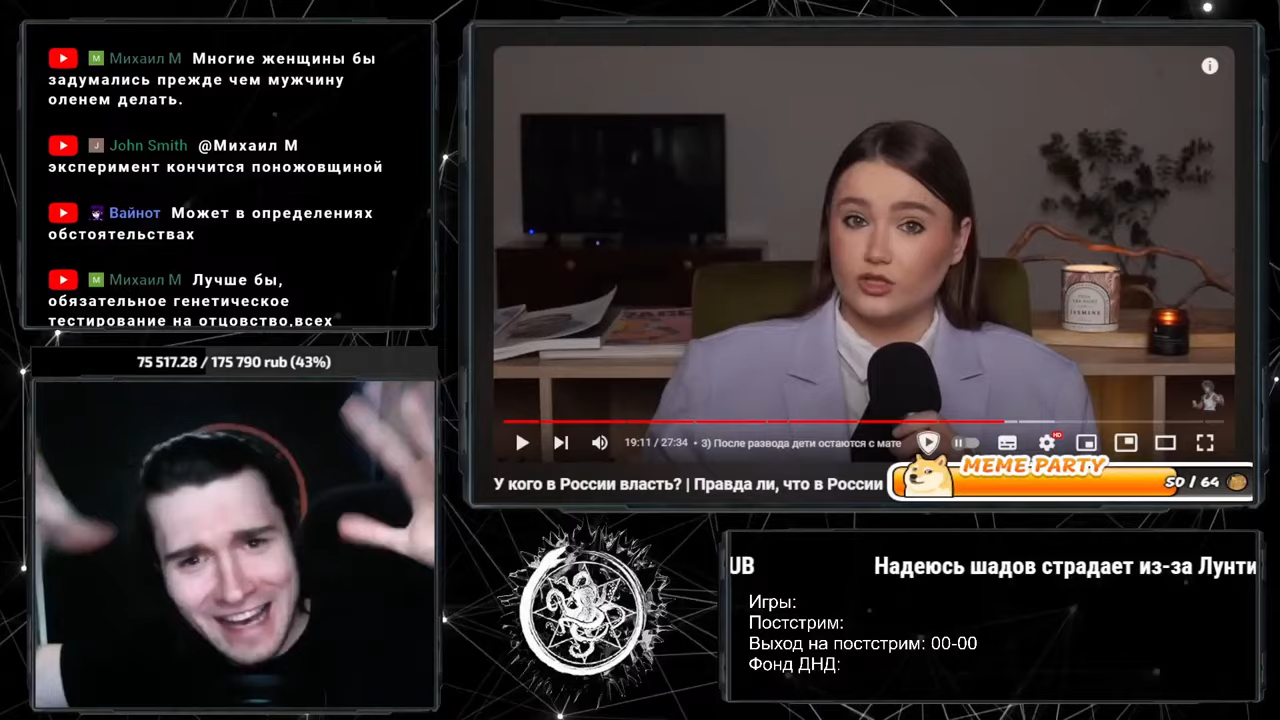 Михаил М Многие женщины бы
задумались прежде чем мужчину
оленем делать.
John Smith @Михаил М
эксперимент кончится поножовщиной
Вайнот Может в определениях
обстоятельствах
Михаил М Лучше бы,
обязательное генетическое
тестирование на отцовство,всех
75 517.28 / 175 790 rub (43%)
JASMINE
19:11 / 27:34 • 3) После развода дети остаются с мате
HD
MEME PARTY
50 / 64
У кого в России власть? | Правда ли, что в России
UB Надеюсь шадов страдает из-за Лунти
Игры:
Постстрим:
Выход на постстрим: 00-00
Фонд ДНД: